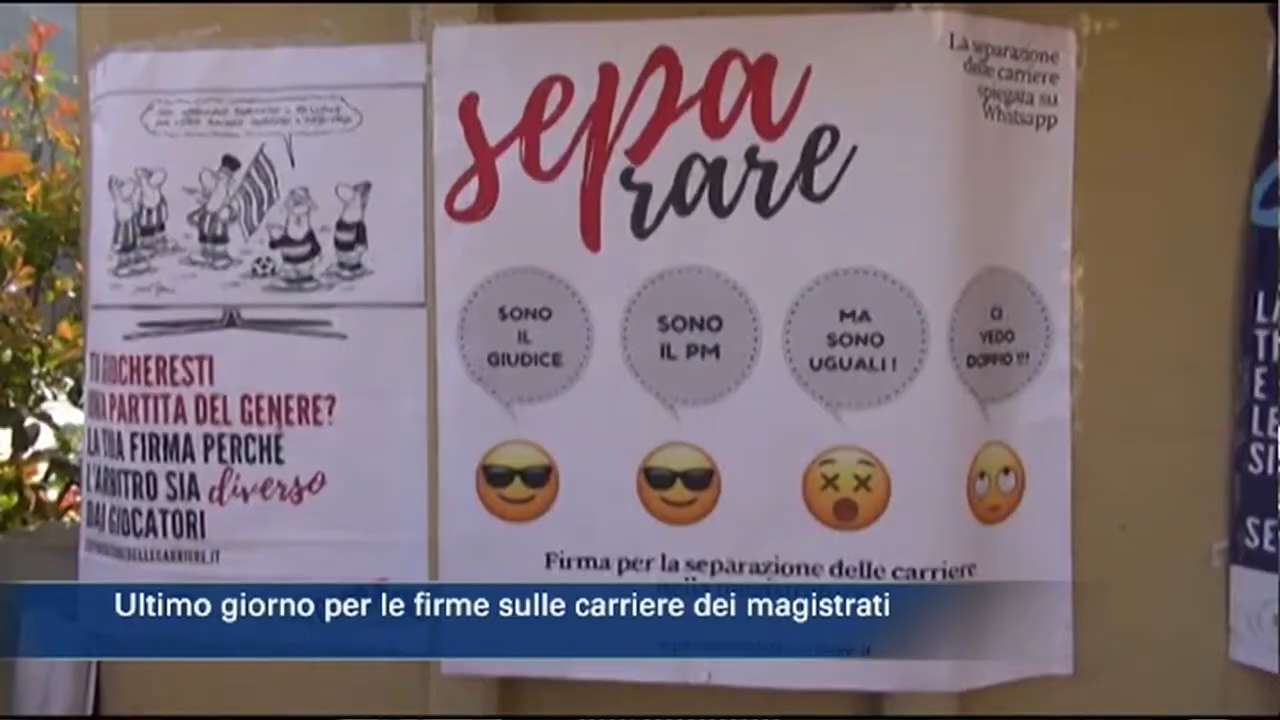 TU GIOCHERESTI
UNA PARTITA DEL GENERE?
LA TUA FIRMA PERCHÉ
L'ARBITRO SIA diverso
DAI GIOCATORI
sepa
rare
La separazione
delle carriere
spiegata su
Whatsapp
SONO
IL
GIUDICE
SONO
IL PM
MA
SONO
UGUALI!
CI
VEDO
DOPPIO!!!
Firma per la separazione delle carriere
Ultimo giorno per le firme sulle carriere dei magistrati